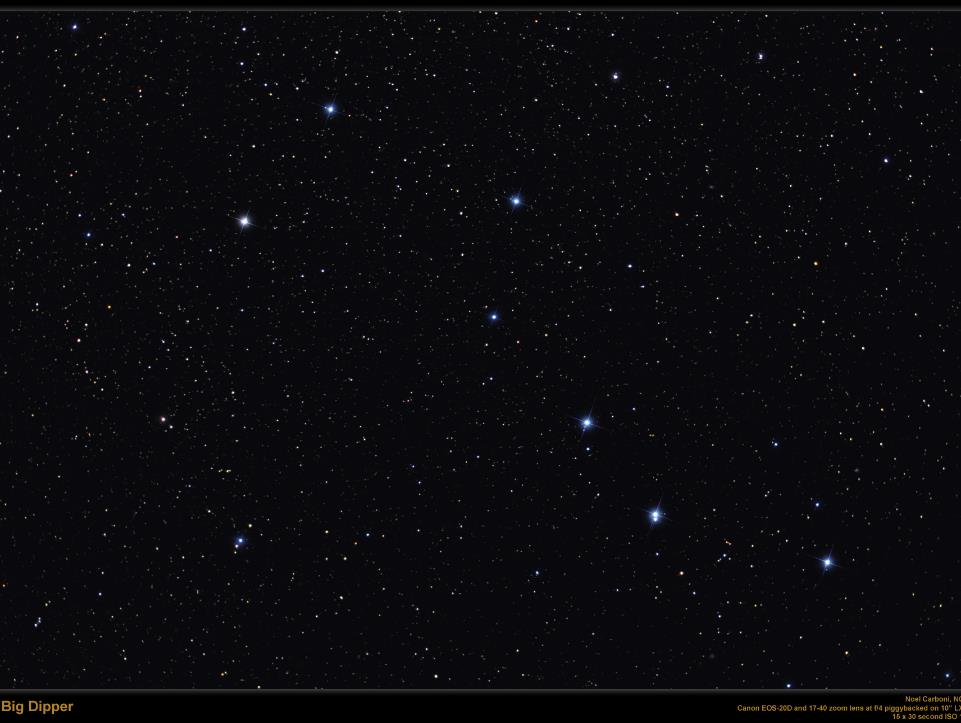 Big Dipper
Noel Carboni,
Canon EOS-20D and 17-40 zoom lens at f/4 piggybacked on 10"
15 x 30 second ISO